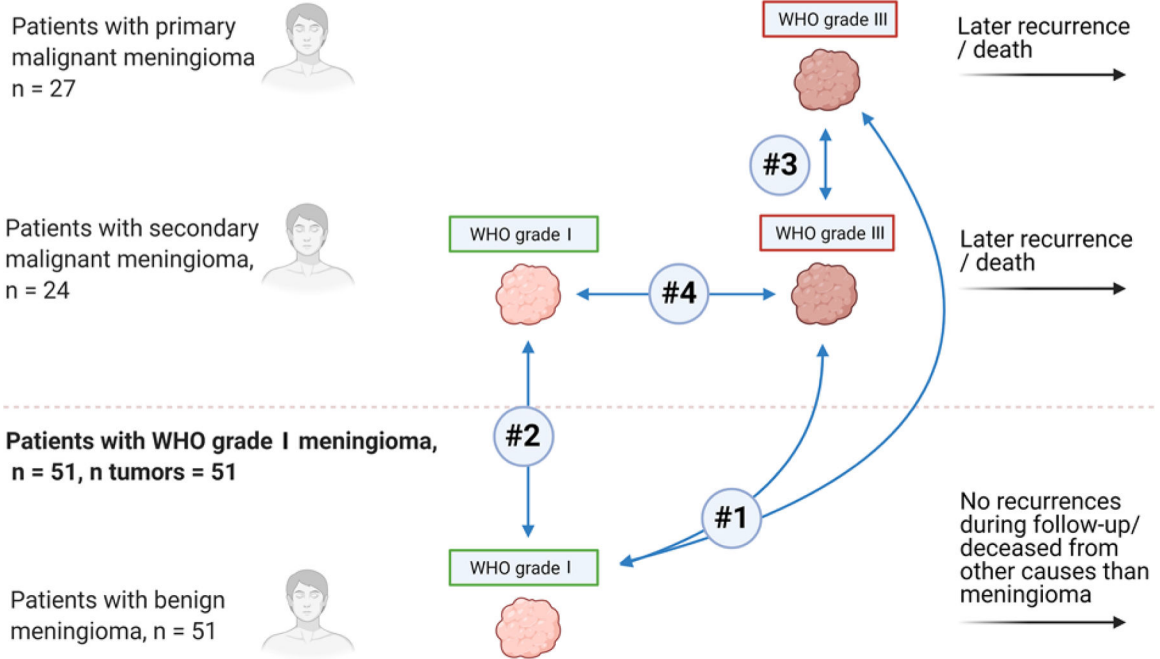 Patients with primary
malignant meningioma
n = 27
WHO grade III
Later recurrence
/ death
#3
Patients with secondary
malignant meningioma,
n = 24
WHO grade I
WHO grade III
Later recurrence
/ death
#4
#2
Patients with WHO grade I meningioma,
n = 51, n tumors = 51
#1
No recurrences
during follow-up/
deceased from
other causes than
meningioma
WHO grade I
Patients with benign
meningioma, n = 51